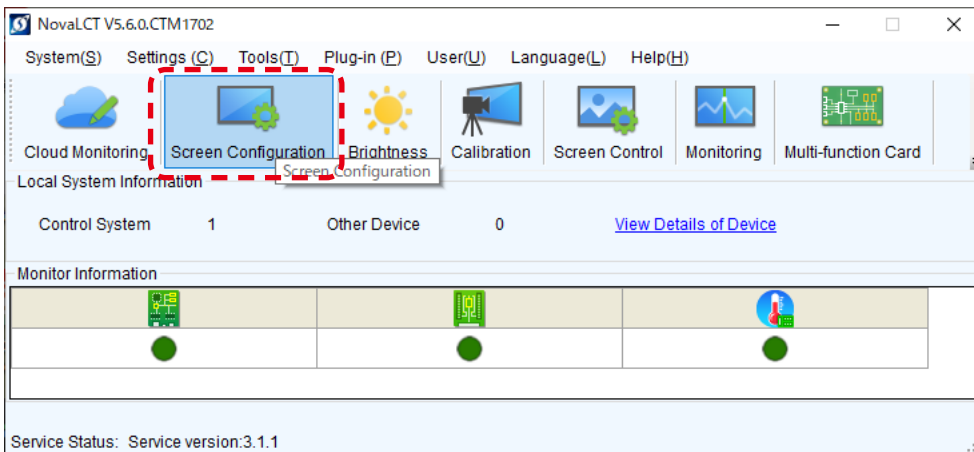 NovaLCT V5.6.0.CTM1702
System(S) Settings (C) Tools(T) Plug-in (P) User(U) Language(L) Help(H)
Cloud Monitoring Screen Configuration Brightness Calibration Screen Control Monitoring Multi-function Card
Screen Configuration
Local System Information
Control System 1 Other Device 0 View Details of Device
Monitor Information
Service Status: Service version:3.1.1